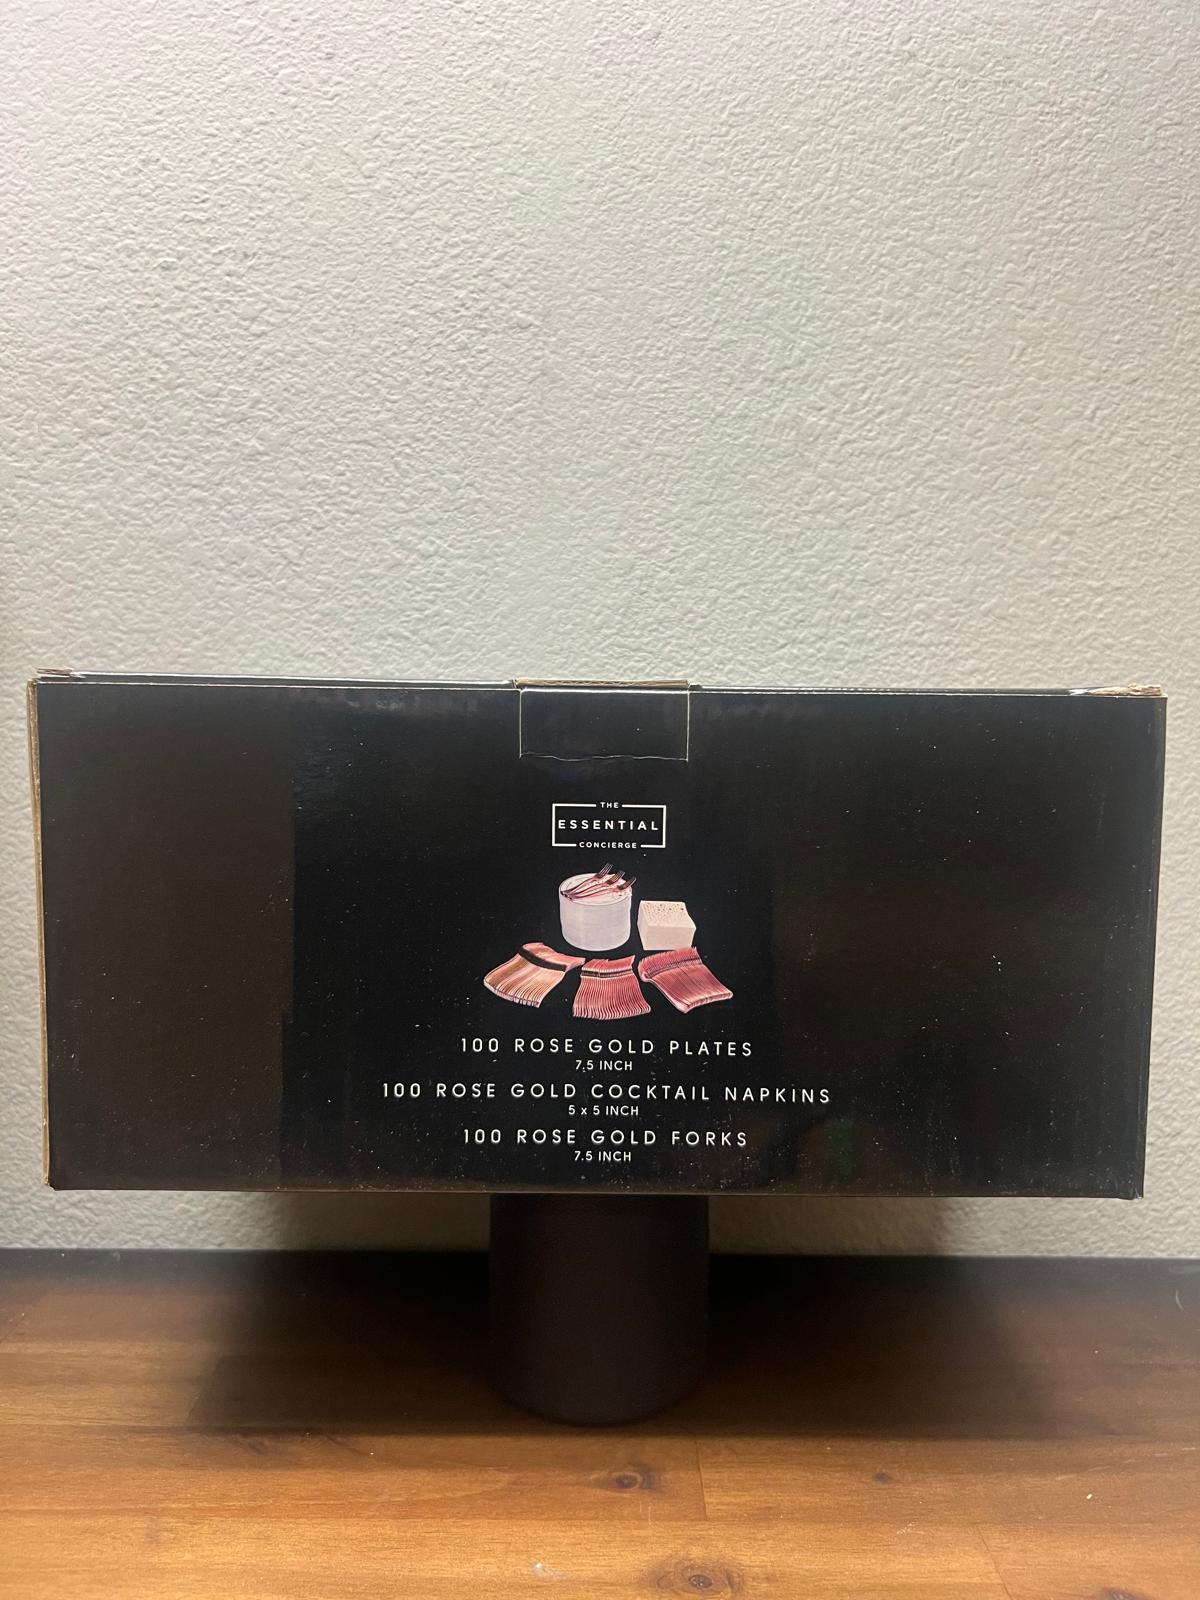 THE
ESSENTIAL
CONCIERGE
100 ROSE GOLD PLATES
7.5 INCH
100 ROSE GOLD COCKTAIL NAPKINS
5 x 5 INCH
100 ROSE GOLD FORKS
7.5 INCH